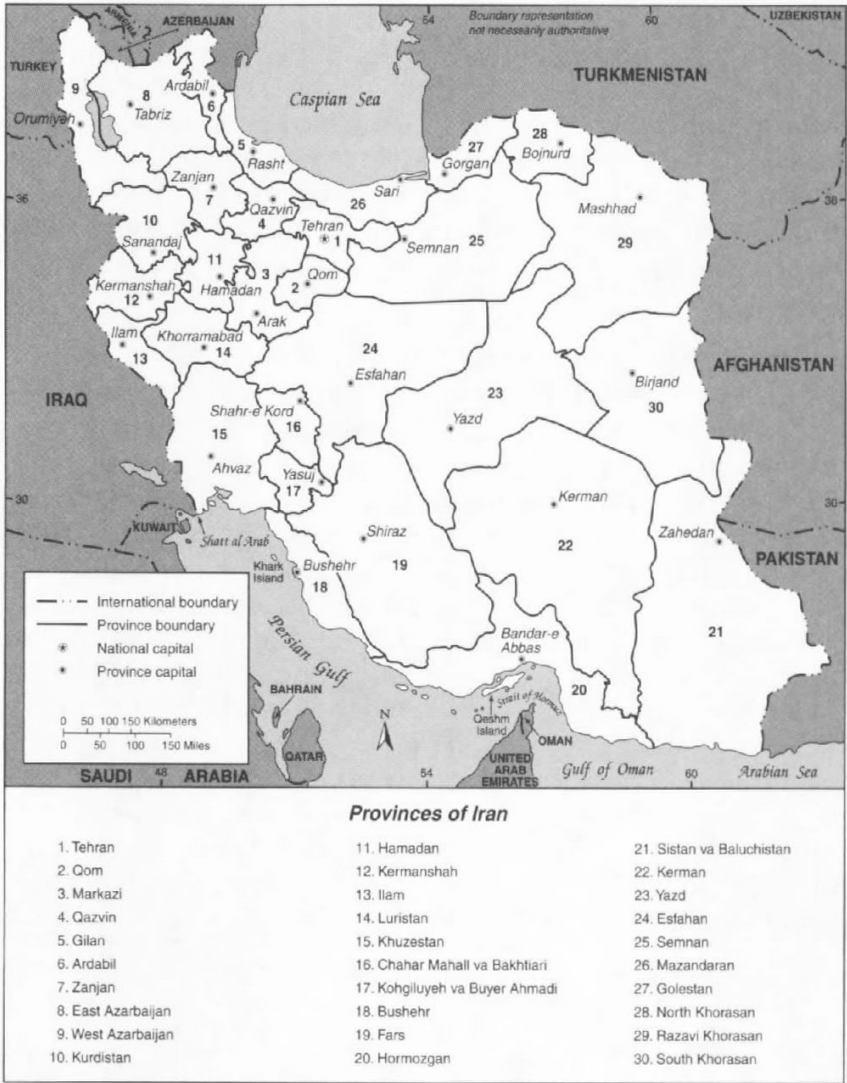 54
Boundary representation
not necessarily authoritative
60
UZBEKISTAN
ARMENIA
AZERBAIJAN
TURKEY
TURKMENISTAN
Caspian Sea
9
8
Ardabil
6
Tabriz
Orumiyeh
5
Rasht
27
Gorgan
28
Bojnurd
36
Zanjan
7
Qazvin
4
Sari
26
Mashhad
38
10
Sanandaj
Tehran
1
Semnan
25
29
11
Hamadan
3
2
Qom
Kermanshah
12
Arak
Ilam
13
Khorramabad
14
24
Esfahan
AFGHANISTAN
Birjand
30
23
Yazd
IRAQ
Shahr-e Kord
16
15
Ahvaz
Yasuj
17
30
Kerman
30
KUWAIT
Shatt al Arab
Shiraz
22
Zahedan
PAKISTAN
Khark
Island
Bushehr
18
19
21
International boundary
Province boundary
National capital
Province capital
0 50 100 150 Kilometers
0 50 100 150 Miles
Persian Gulf
Bandar-e
Abbas
20
Strait of Hormuz
Qeshm
Island
BAHRAIN
N
QATAR
OMAN
UNITED
ARAB
EMIRATES
Gulf of Oman
Arabian Sea
SAUDI ARABIA
48
54
60
Provinces of Iran
1. Tehran
2. Qom
3. Markazi
4. Qazvin
5. Gilan
6. Ardabil
7. Zanjan
8. East Azarbaijan
9. West Azarbaijan
10. Kurdistan
11. Hamadan
12. Kermanshah
13. Ilam
14. Luristan
15. Khuzestan
16. Chahar Mahall va Bakhtiari
17. Kohgiluyeh va Buyer Ahmadi
18. Bushehr
19. Fars
20. Hormozgan
21. Sistan va Baluchistan
22. Kerman
23. Yazd
24. Esfahan
25. Semnan
26. Mazandaran
27. Golestan
28. North Khorasan
29. Razavi Khorasan
30. South Khorasan